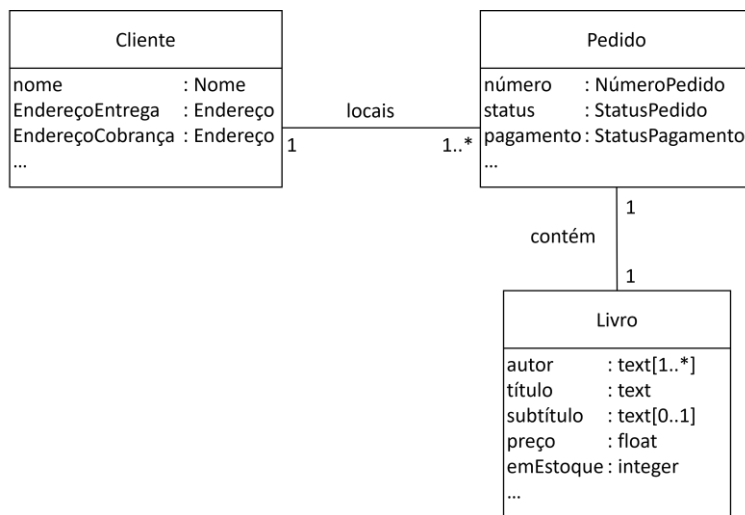 Cliente
nome : Nome
EndereçoEntrega : Endereço
EndereçoCobrança : Endereço
...
locais
1
1..*
Pedido
número : NúmeroPedido
status : StatusPedido
pagamento : StatusPagamento
...
1
contém
1
Livro
autor : text[1..*]
título : text
subtítulo : text[0..1]
preço : float
emEstoque : integer
...